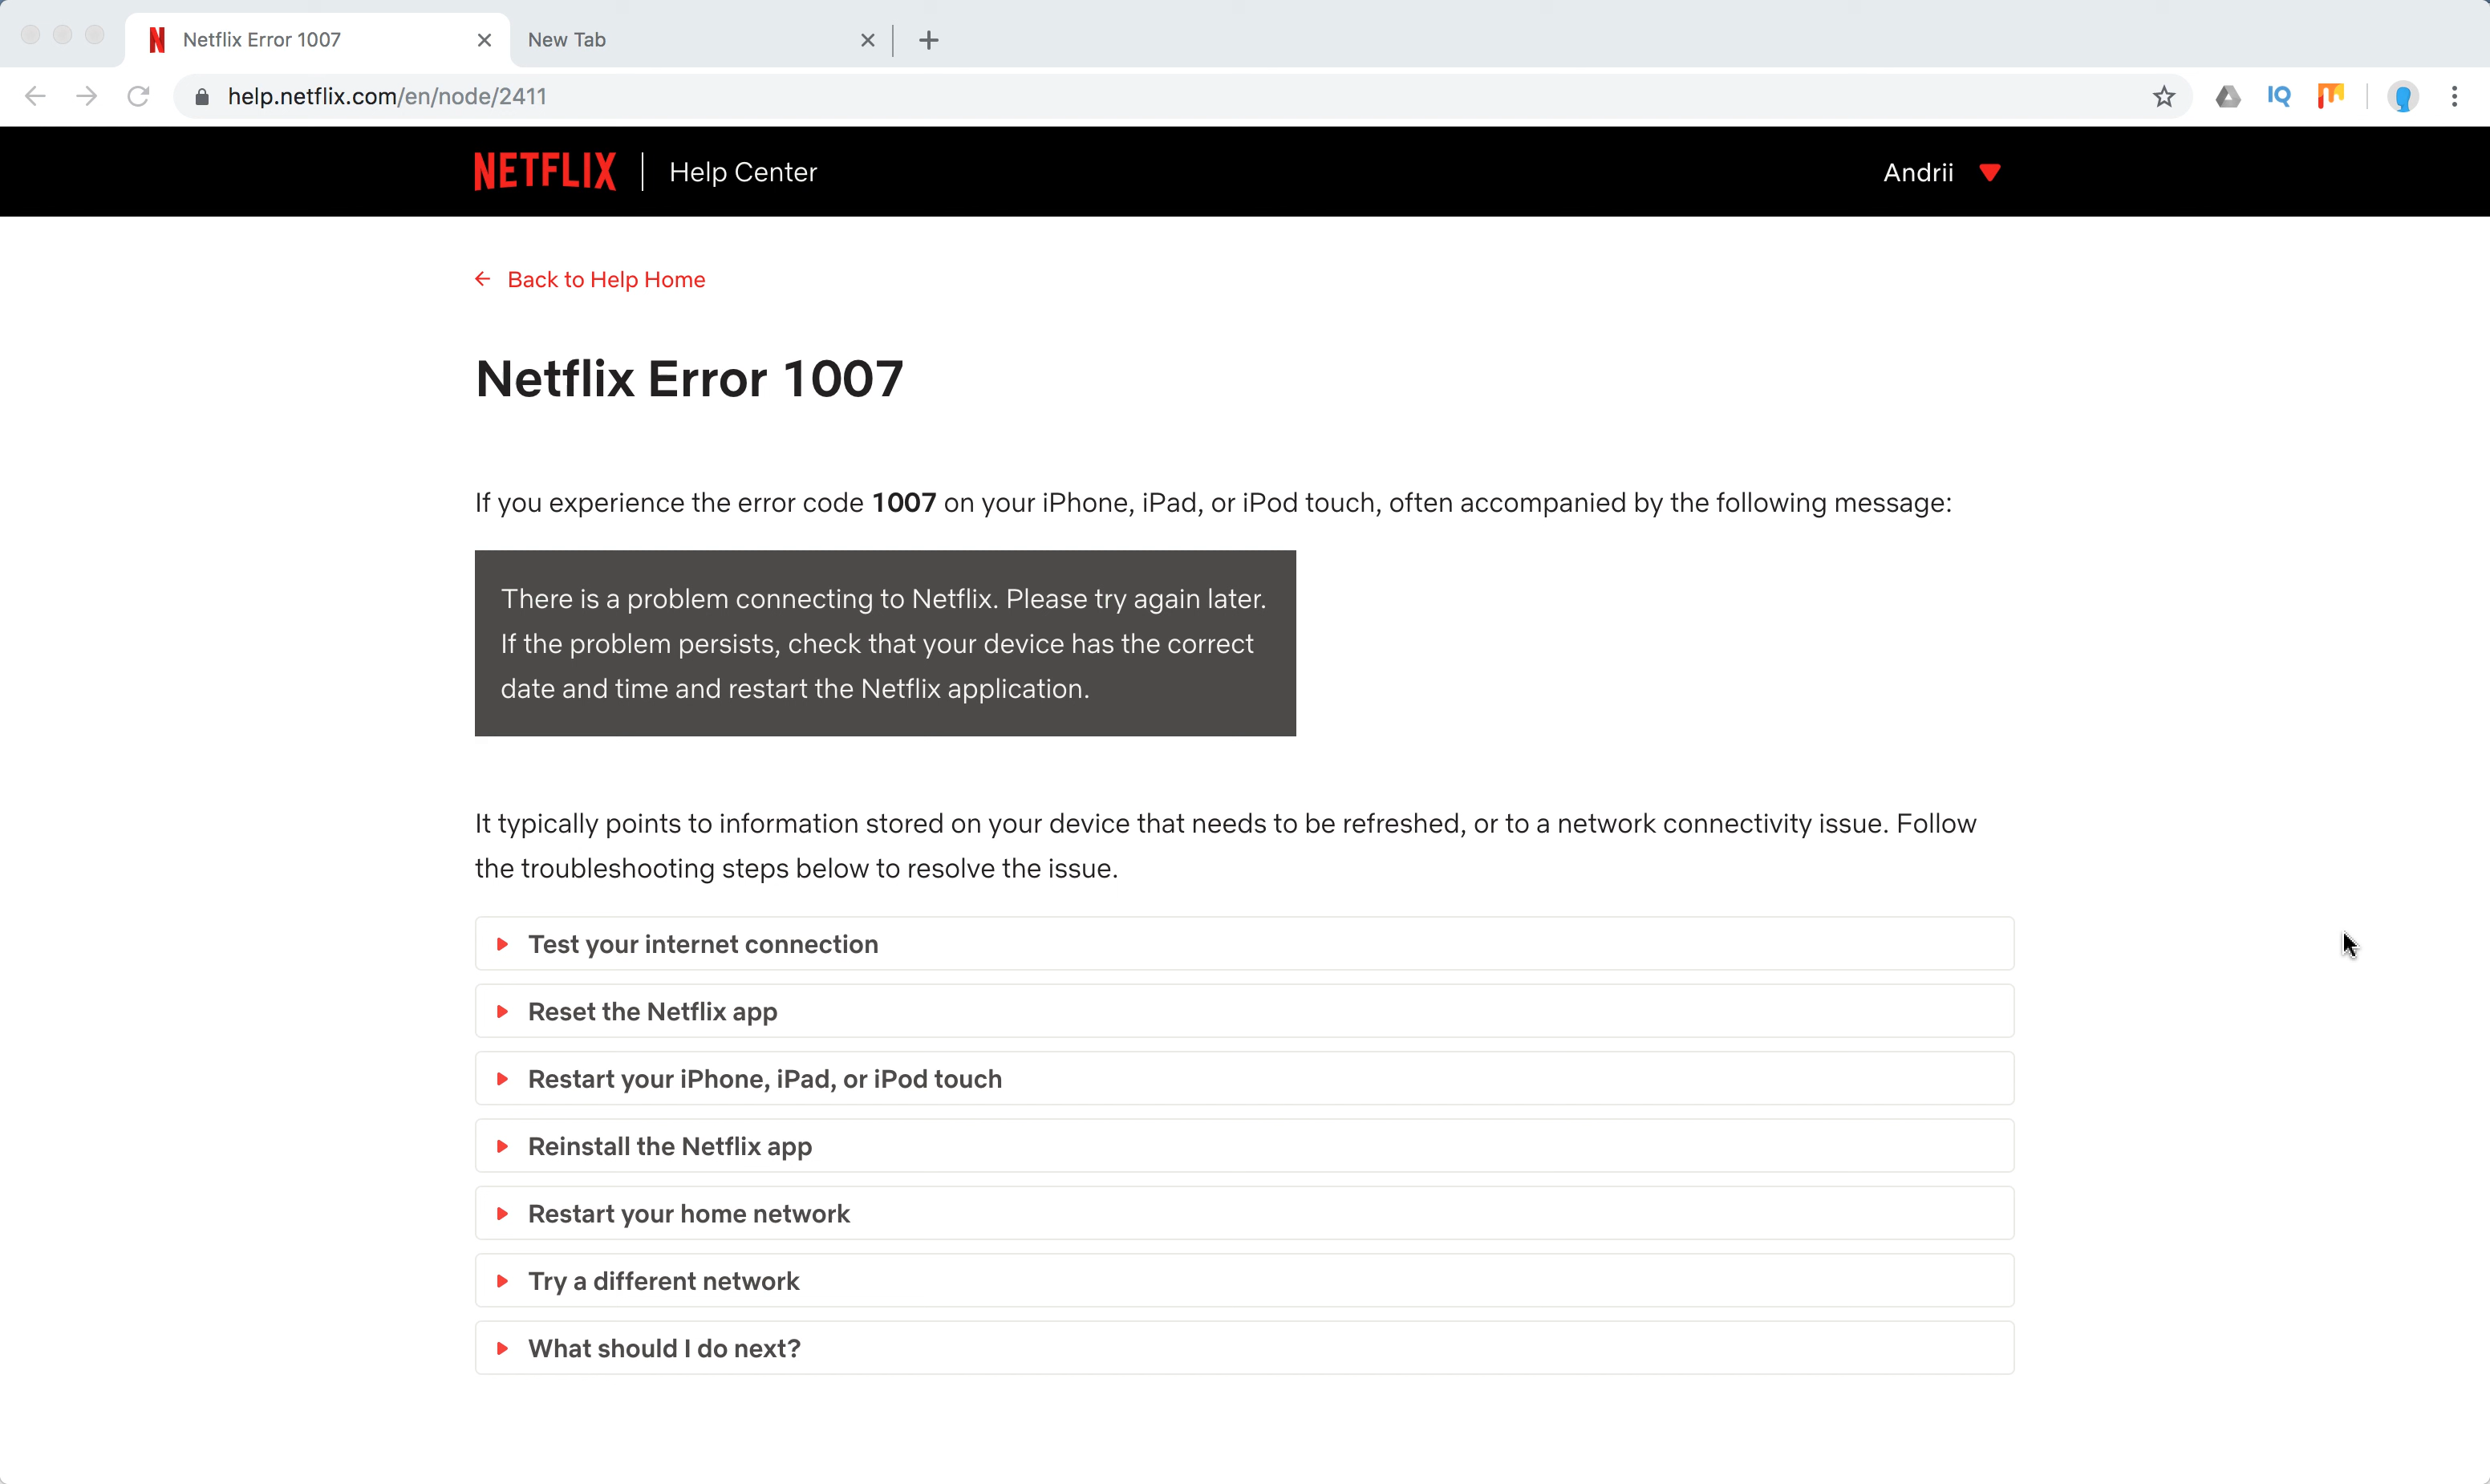 Netflix Error 1007
New Tab
help.netflix.com/en/node/2411
IQ
NETFLIX
Help Center
Andrii
Back to Help Home
Netflix Error 1007
If you experience the error code 1007 on your iPhone, iPad, or iPod touch, often accompanied by the following message:
There is a problem connecting to Netflix. Please try again later.
If the problem persists, check that your device has the correct
date and time and restart the Netflix application.
It typically points to information stored on your device that needs to be refreshed, or to a network connectivity issue. Follow
the troubleshooting steps below to resolve the issue.
Test your internet connection
Reset the Netflix app
Restart your iPhone, iPad, or iPod touch
Reinstall the Netflix app
Restart your home network
Try a different network
What should I do next?